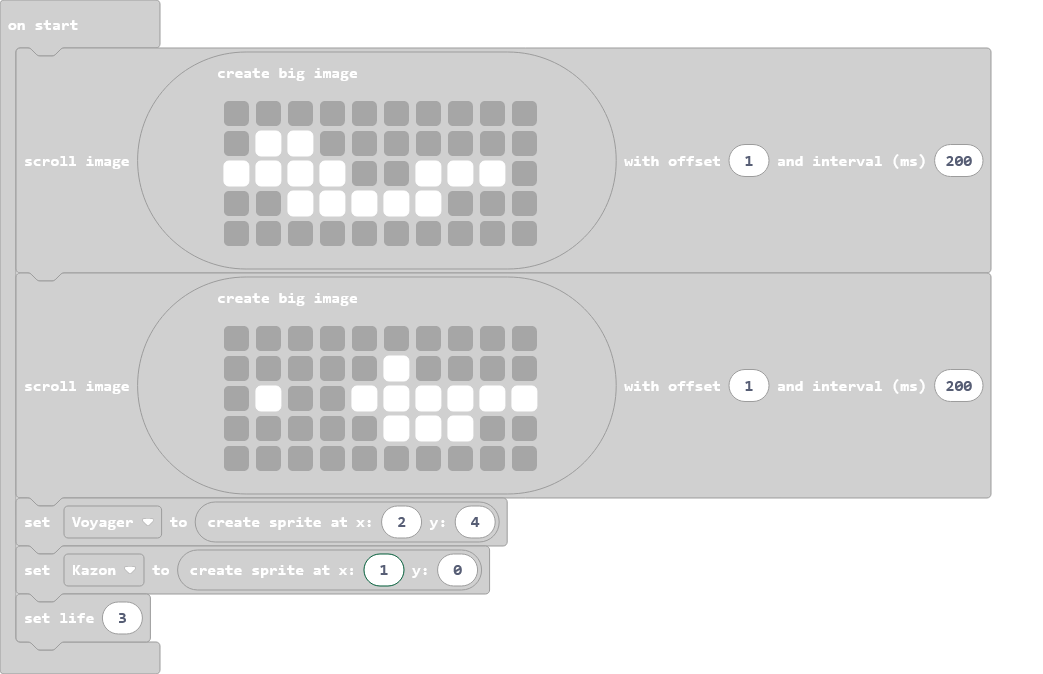 on start
create big image
scroll image with offset 1 and interval (ms) 200
create big image
scroll image with offset 1 and interval (ms) 200
set Voyager to create sprite at x: 2 y: 4
set Kazon to create sprite at x: 1 y: 0
set life 3